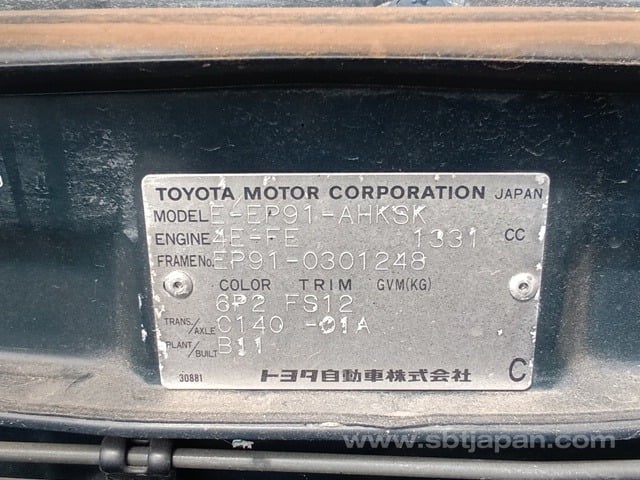 TOYOTA MOTOR CORPORATION JAPAN
MODEL E-EP91-AHKSK
ENGINE 4E-FE 1331 CC
FRAME No. EP91-0301248
COLOR TRIM GVM(KG)
6P2 FS12
TRANS./AXLE C140 -01A
PLANT/BUILT B11
30881 トヨタ自動車株式会社 C
www.sbtjapan.com